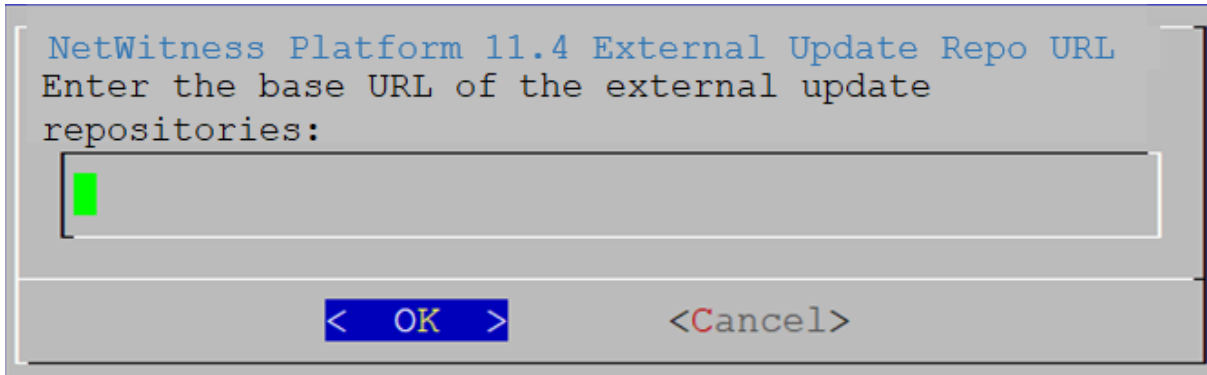 NetWitness Platform 11.4 External Update Repo URL
Enter the base URL of the external update
repositories:
< OK > <Cancel>